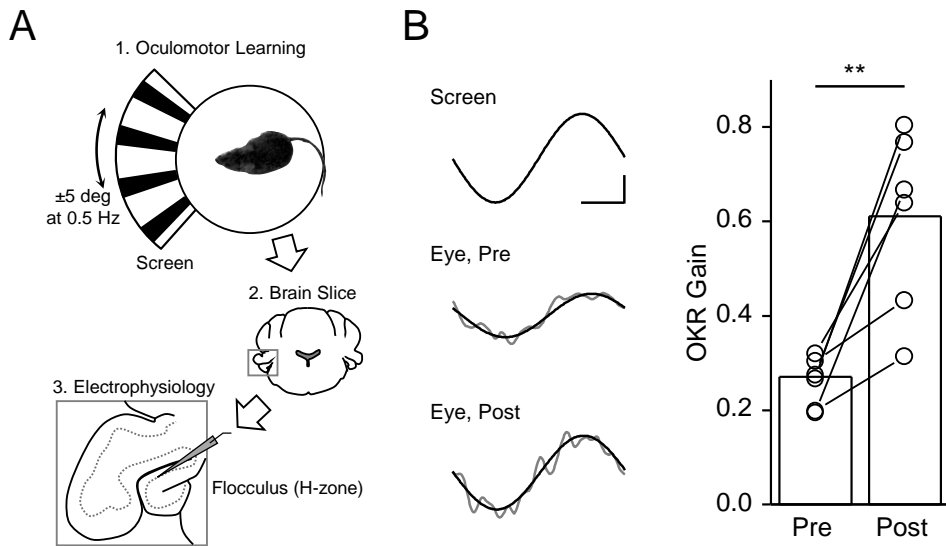 A
1. Oculomotor Learning
±5 deg
at 0.5 Hz
Screen
2. Brain Slice
3. Electrophysiology
Flocculus (H-zone)
B
Screen
Eye, Pre
Eye, Post
**
OKR Gain
0.8
0.6
0.4
0.2
0.0
Pre
Post